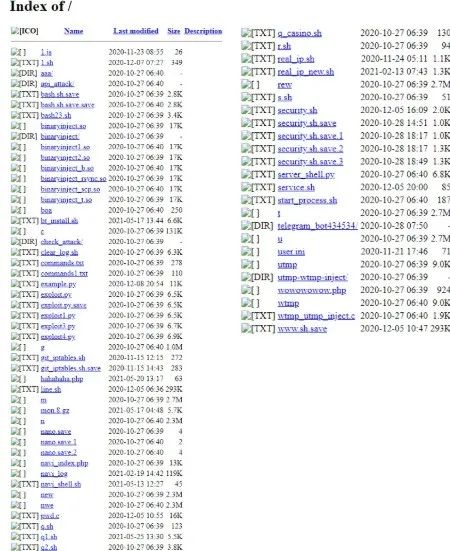 Index of /
[ICO] Name Last modified Size Description
[ ] 1.js 2020-11-23 08:55 26
[TXT] 1.sh 2020-12-07 07:27 349
[DIR] aaa/ 2020-10-27 06:40 -
[DIR] apa_attack/ 2020-10-27 06:40 -
[TXT] bash.sh.save 2020-10-27 06:39 2.8K
[TXT] bash.sh.save.save 2020-10-27 06:40 2.8K
[TXT] bash23.sh 2020-10-27 06:39 3.4K
[ ] binaryinject.so 2020-10-27 06:39 17K
[DIR] binaryinject/ 2020-10-27 06:39 -
[ ] binaryinject1.so 2020-10-27 06:40 17K
[ ] binaryinject2.so 2020-10-27 06:39 17K
[ ] binaryinject_b.so 2020-10-27 06:40 17K
[ ] binaryinject_rsync.so 2020-10-27 06:39 17K
[ ] binaryinject_scp.so 2020-10-27 06:40 17K
[ ] binaryinject_t.so 2020-10-27 06:39 17K
[ ] boa 2020-10-27 06:40 250
[TXT] bt_install.sh 2021-05-17 13:44 6.6K
[ ] c 2020-10-27 06:39 131K
[DIR] check_attack/ 2020-10-27 06:39 -
[TXT] clear_log.sh 2020-10-27 06:39 6.3K
[TXT] commands.txt 2020-10-27 06:39 278
[TXT] commands1.txt 2020-10-27 06:39 110
[TXT] example.py 2020-12-08 20:54 11K
[TXT] exploit.py 2020-10-27 06:39 6.5K
[TXT] exploit.py.save 2020-10-27 06:39 6.5K
[TXT] exploit1.py 2020-10-27 06:39 6.5K
[TXT] exploit3.py 2020-10-27 06:39 6.7K
[TXT] exploit4.py 2020-10-27 06:39 6.9K
[ ] g 2020-10-27 06:40 1.0M
[TXT] git_iptables.sh 2020-11-15 12:15 272
[TXT] git_iptables.sh.save 2020-11-15 14:43 283
[ ] hahahaha.php 2021-05-20 13:17 63
[TXT] line.sh 2020-12-05 06:36 293K
[ ] m 2020-10-27 06:39 2.7M
[ ] mon.8.gz 2021-05-17 04:48 5.7K
[ ] n 2020-10-27 06:40 2.3M
[ ] nano.save 2020-10-27 06:39 4
[ ] nano.save.1 2020-10-27 06:40 2
[ ] nano.save.2 2020-10-27 06:40 4
[ ] navi_index.php 2020-10-27 06:39 13K
[ ] navi_log 2021-02-19 14:42 119K
[TXT] navi_shell.sh 2021-05-13 12:27 45
[ ] new 2020-10-27 06:39 2.3M
[ ] nwe 2020-10-27 06:40 2.3M
[TXT] pwd.c 2020-12-05 10:55 16K
[TXT] q.sh 2020-10-27 06:39 123
[TXT] q1.sh 2021-05-25 13:30 5.5K
[TXT] q2.sh 2020-10-27 06:39 3.8K
[TXT] q_casino.sh 2020-10-27 06:39 130
[TXT] r.sh 2020-10-27 06:39 94
[TXT] real_ip.sh 2020-11-24 05:11 1.1K
[TXT] real_ip_new.sh 2021-02-13 07:43 1.3K
[ ] rew 2020-10-27 06:39 2.7M
[TXT] s.sh 2020-10-27 06:39 51
[TXT] security.sh 2020-12-05 16:09 2.0K
[TXT] security.sh.save 2020-10-28 14:51 1.0K
[TXT] security.sh.save.1 2020-10-28 18:17 1.0K
[TXT] security.sh.save.2 2020-10-28 18:17 1.3K
[TXT] security.sh.save.3 2020-10-28 18:49 1.3K
[TXT] server_shell.py 2020-10-27 06:40 6.8K
[TXT] service.sh 2020-12-05 20:00 85
[TXT] start_process.sh 2020-10-27 06:40 187
[ ] t 2020-10-27 06:39 2.7M
[DIR] telegram_bot434534/ 2020-10-28 07:50 -
[ ] u 2020-10-27 06:39 2.7M
[ ] user.ini 2020-11-21 17:46 71
[ ] utmp 2020-10-27 06:39 9.0K
[DIR] utmp-wtmp-inject/ 2020-10-27 06:39 -
[ ] wowowowow.php 2020-10-27 06:39 924
[ ] wtmp 2020-10-27 06:40 9.0K
[TXT] wtmp_utmp_inject.c 2020-10-27 06:40 1.9K
[TXT] www.sh.save 2020-12-05 10:47 293K